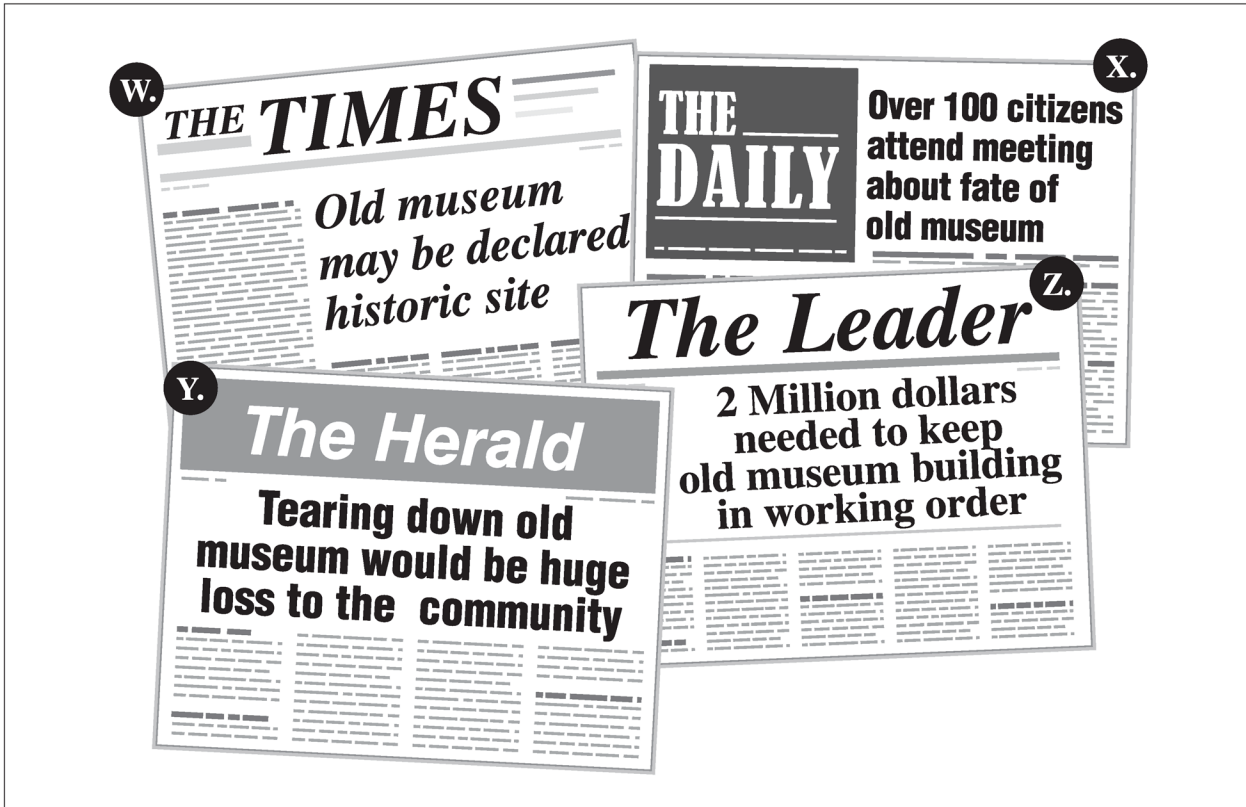 W.
THE TIMES
Old museum
may be declared
historic site
X.
THE
DAILY
Over 100 citizens
attend meeting
about fate of
old museum
Y.
The Herald
Tearing down old
museum would be huge
loss to the community
Z.
The Leader
2 Million dollars
needed to keep
old museum building
in working order